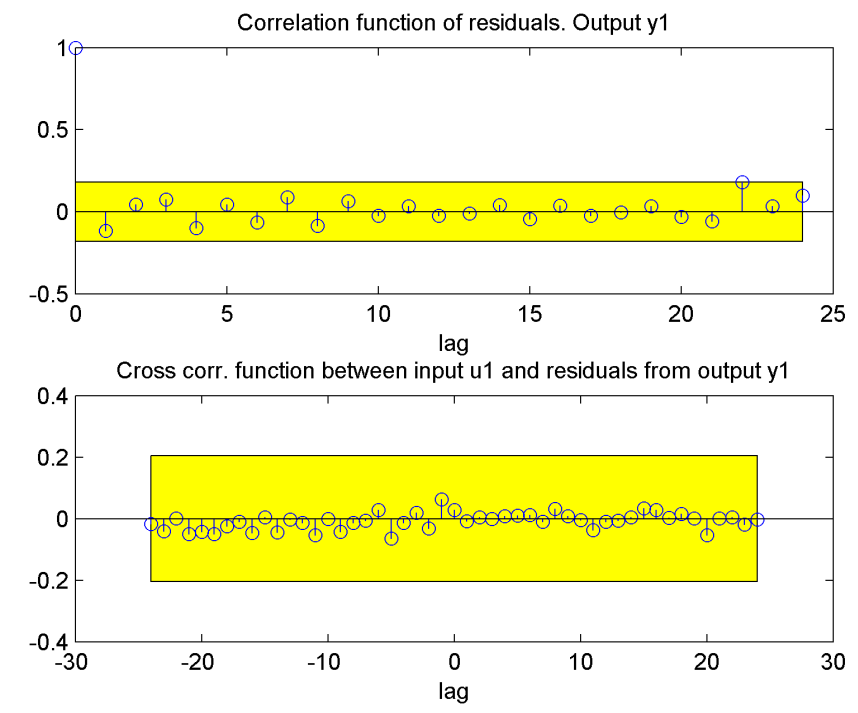 Correlation function of residuals. Output y1
1
0.5
0
-0.5
0 5 10 15 20 25
lag
Cross corr. function between input u1 and residuals from output y1
0.4
0.2
0
-0.2
-0.4
-30 -20 -10 0 10 20 30
lag